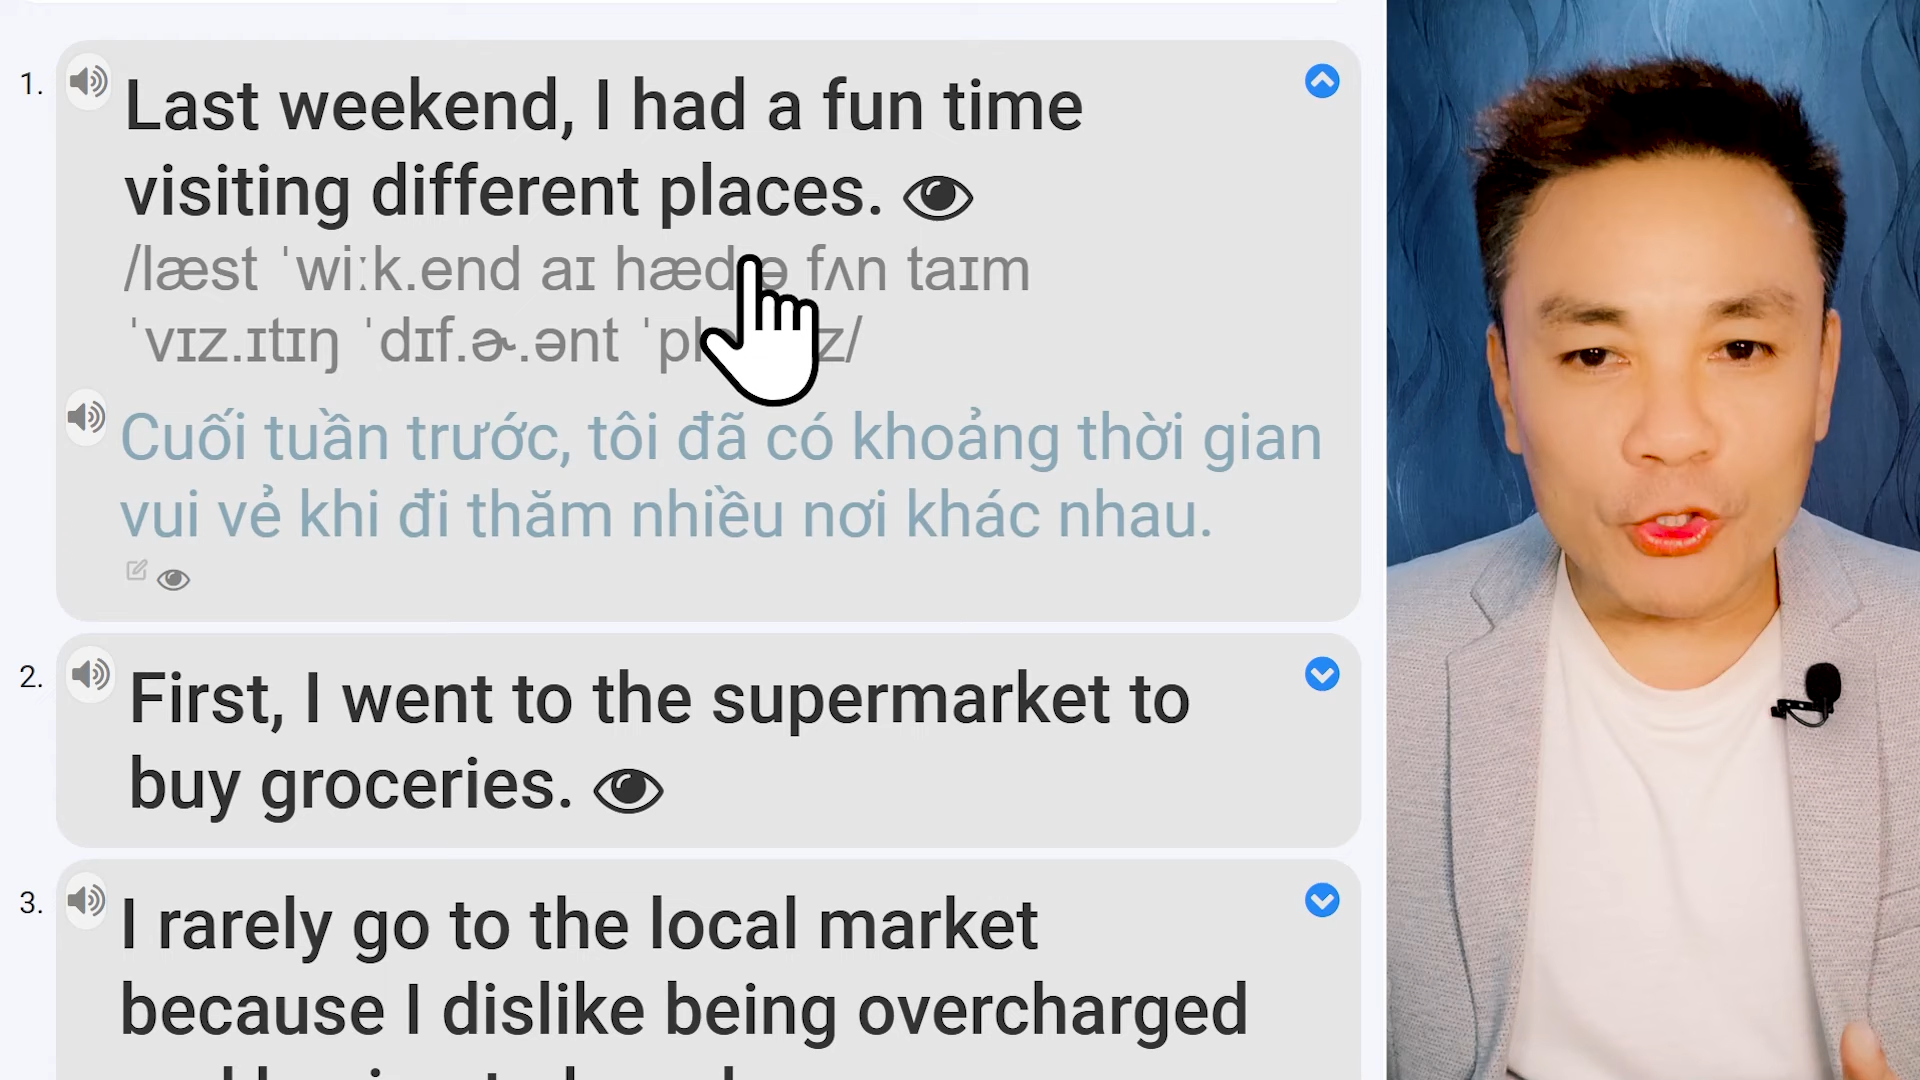 1.
Last weekend, I had a fun time
visiting different places.
/læst ˈwiːk.end aɪ hæd ə fʌn taɪm
ˈvɪz.ɪtɪŋ ˈdɪf.ɚ.ənt
Cuối tuần trước, tôi đã có khoảng thời gian
vui vẻ khi đi thăm nhiều nơi khác nhau.
2.
First, I went to the supermarket to
buy groceries.
3.
I rarely go to the local market
because I dislike being overcharged